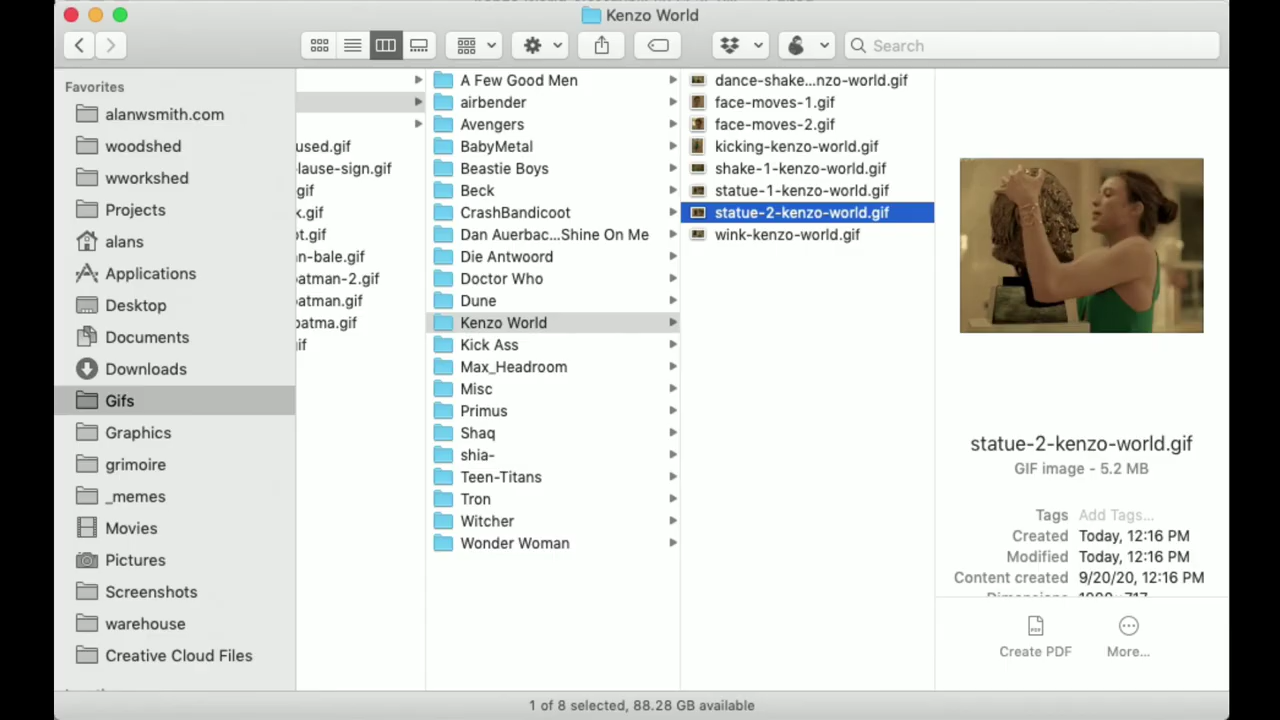 Kenzo World
Search
Favorites
alanwsmith.com
woodshed
wworkshed
Projects
alans
Applications
Desktop
Documents
Downloads
Gifs
Graphics
grimoire
_memes
Movies
Pictures
Screenshots
warehouse
Creative Cloud Files
used.gif
lause-sign.gif
gif
k.gif
ot.gif
n-bale.gif
atman-2.gif
atman.gif
atma.gif
if
A Few Good Men
airbender
Avengers
BabyMetal
Beastie Boys
Beck
CrashBandicoot
Dan Auerbac...Shine On Me
Die Antwoord
Doctor Who
Dune
Kenzo World
Kick Ass
Max_Headroom
Misc
Primus
Shaq
shia-
Teen-Titans
Tron
Witcher
Wonder Woman
dance-shake...nzo-world.gif
face-moves-1.gif
face-moves-2.gif
kicking-kenzo-world.gif
shake-1-kenzo-world.gif
statue-1-kenzo-world.gif
statue-2-kenzo-world.gif
wink-kenzo-world.gif
statue-2-kenzo-world.gif
GIF image - 5.2 MB
Tags Add Tags...
Created Today, 12:16 PM
Modified Today, 12:16 PM
Content created 9/20/20, 12:16 PM
Create PDF
More...
1 of 8 selected, 88.28 GB available